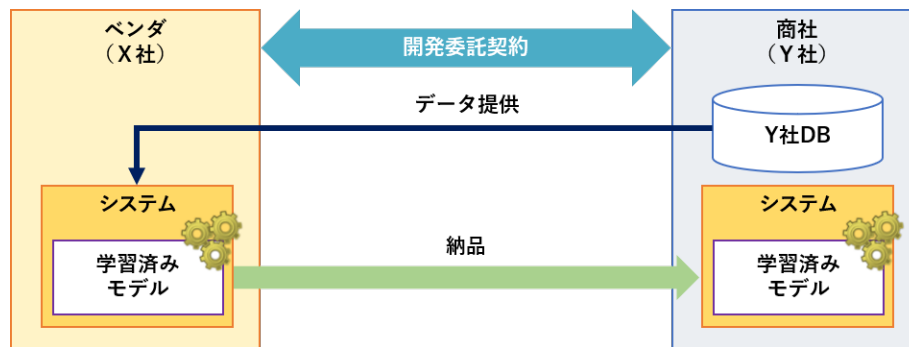 ベンダ
（X社）
開発委託契約
商社
（Y社）
データ提供
Y社DB
システム
学習済み
モデル
納品
システム
学習済み
モデル